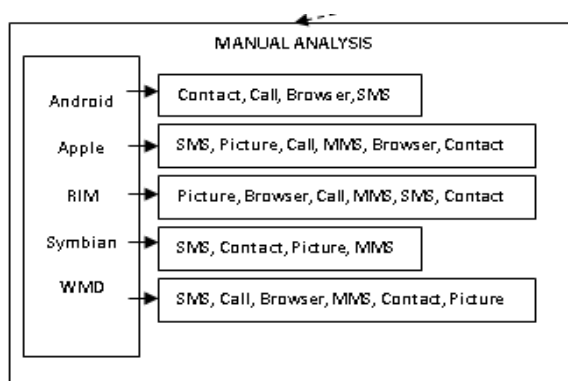 MANUAL ANALYSIS
Android
Contact, Call, Browser,SMS
Apple
SMS, Picture, Call, MMS, Browser, Contact
RIM
Picture, Browser, Call, MMS, SMS, Contact
Symbian
SMS, Contact, Picture, MMS
WMD
SMS, Call, Browser, MMS, Contact, Picture